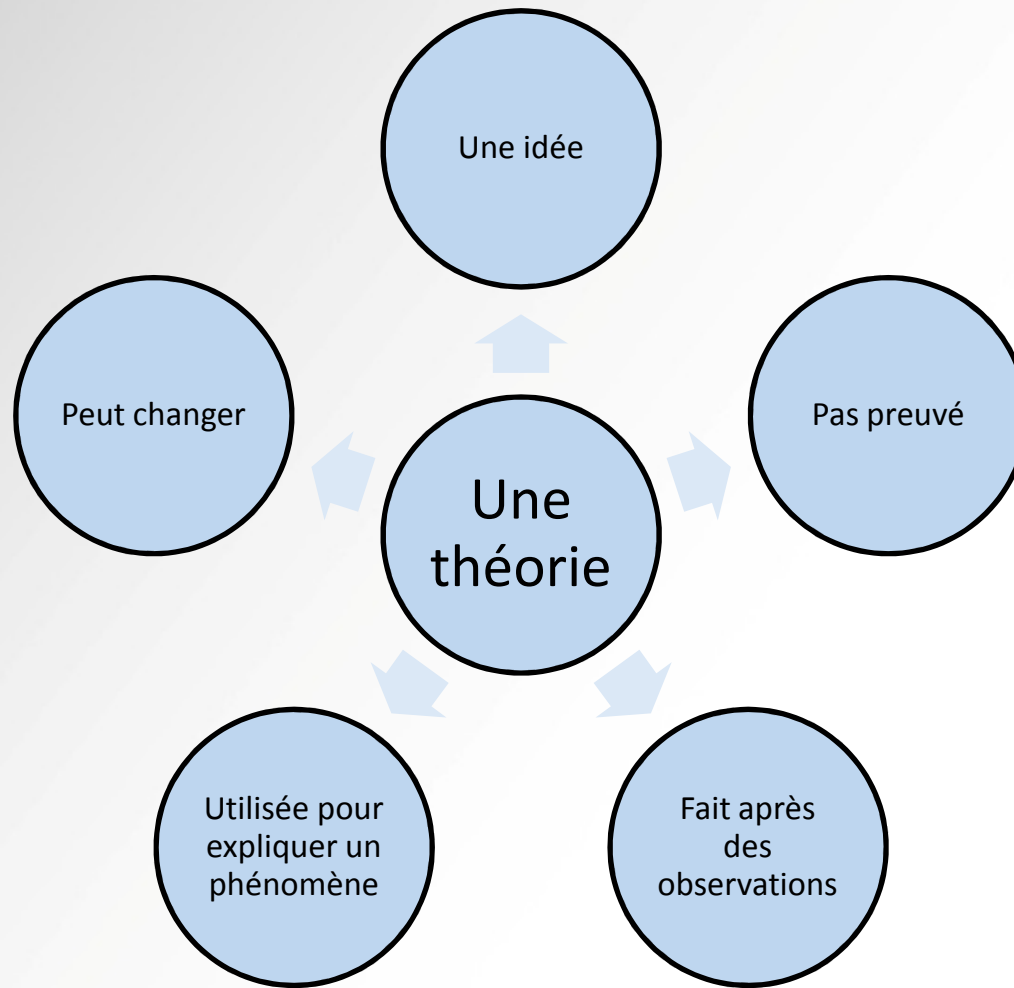 Une idée
Peut changer
Pas preuvé
Une
théorie
Utilisée pour
expliquer un
phénomène
Fait après
des
observations